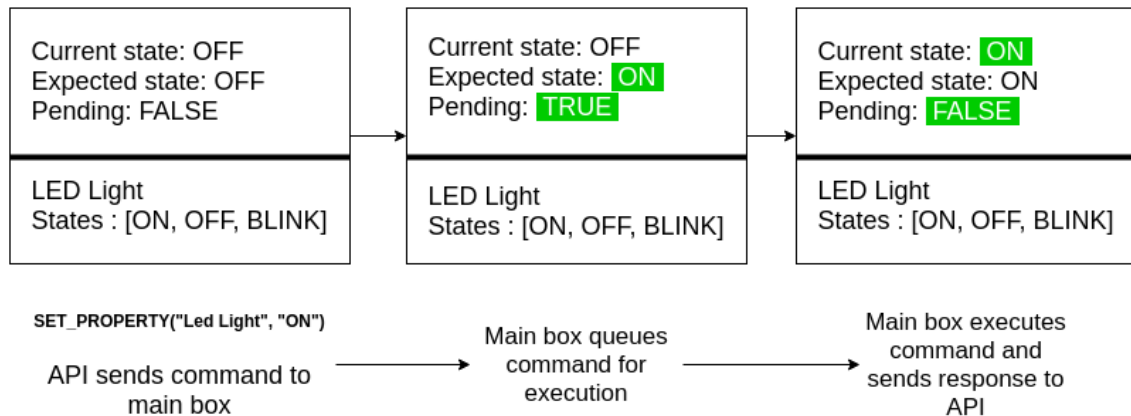 Current state: OFF
Expected state: OFF
Pending: FALSE
LED Light
States : [ON, OFF, BLINK]
Current state: OFF
Expected state: ON
Pending: TRUE
LED Light
States : [ON, OFF, BLINK]
Current state: ON
Expected state: ON
Pending: FALSE
LED Light
States : [ON, OFF, BLINK]
SET_PROPERTY("Led Light", "ON")
API sends command to
main box
Main box queues
command for
execution
Main box executes
command and
sends response to
API